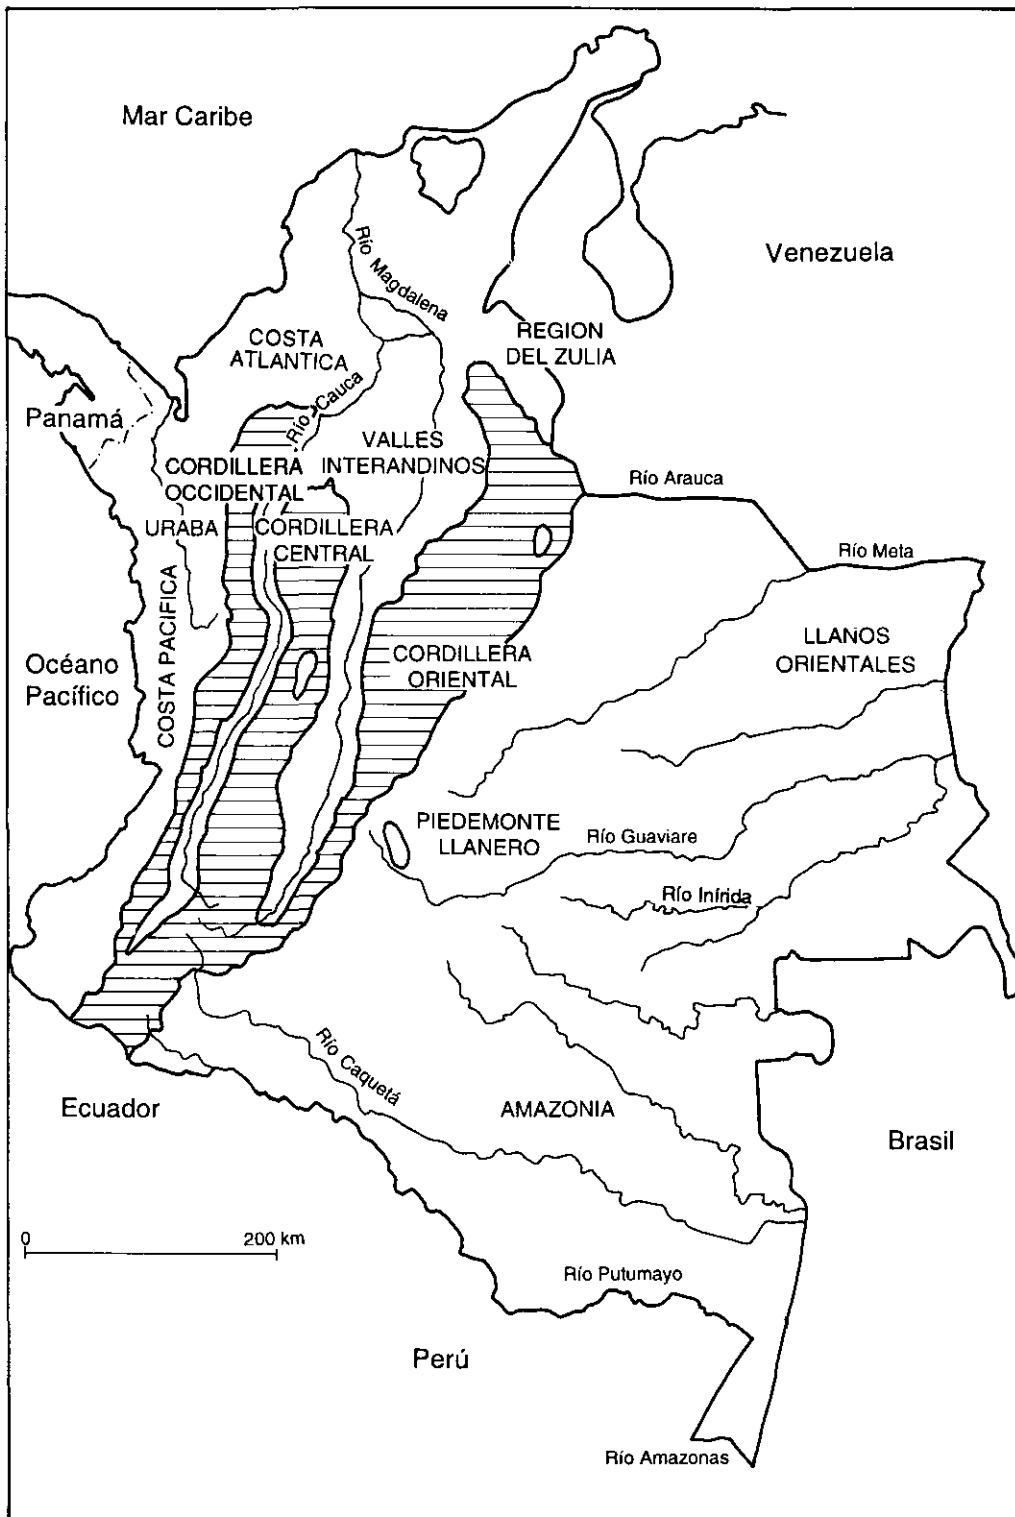 Mar Caribe
Río Magdalena
Venezuela
COSTA
ATLANTICA
REGION
DEL ZULIA
Panamá
Río Cauca
VALLES
INTERANDINOS
CORDILLERA
OCCIDENTAL
Río Arauca
URABA
CORDILLERA
CENTRAL
Río Meta
COSTA PACIFICA
LLANOS
ORIENTALES
Océano
Pacífico
CORDILLERA
ORIENTAL
PIEDEMONTE
LLANERO
Río Guaviare
Río Inírida
Río Caquetá
Ecuador
AMAZONIA
Brasil
0
200 km
Río Putumayo
Perú
Río Amazonas